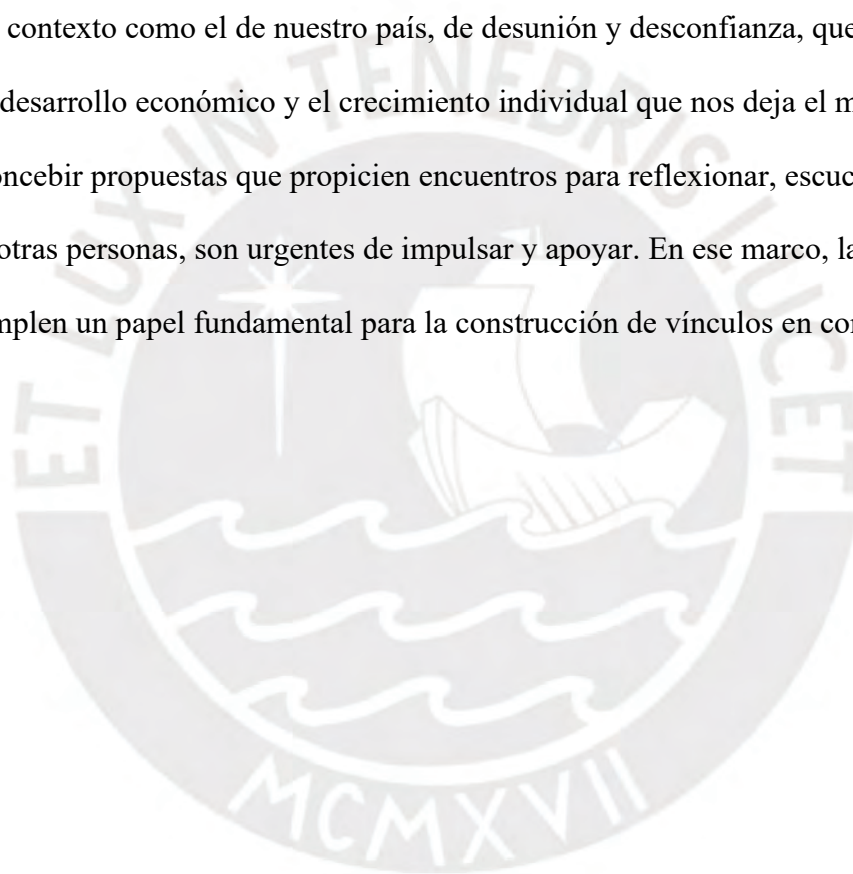 contexto como el de nuestro país, de desunión y desconfianza, que
desarrollo económico y el crecimiento individual que nos deja el
propuestas que propicien encuentros para reflexionar,
otras personas, son urgentes de impulsar y apoyar. En ese marco,
un papel fundamental para la construcción de vínculos en
ET LUX IN TENEBRIS LUCET
MCMXVII